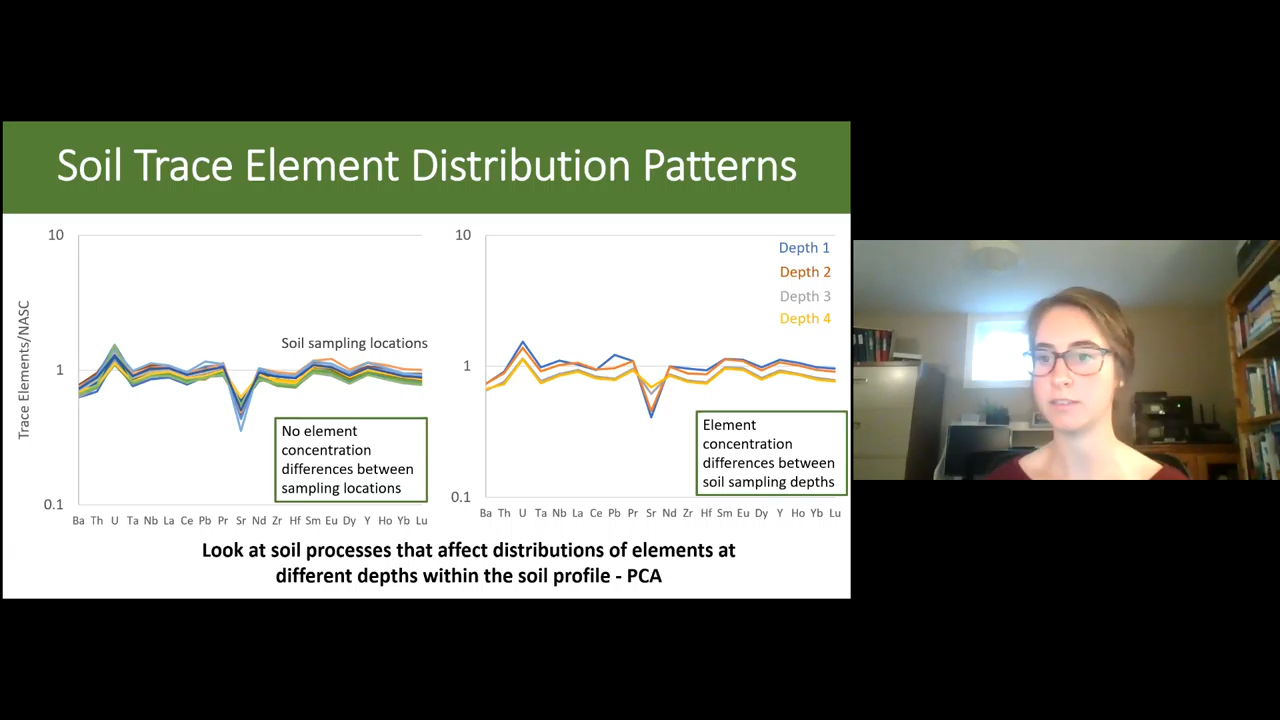 Soil Trace Element Distribution Patterns
Trace Elements/NASC
10
1
0.1
Soil sampling locations
No element
concentration
differences between
sampling locations
Ba Th U Ta Nb La Ce Pb Pr Sr Nd Zr Hf Sm Eu Dy Y Ho Yb Lu
10
1
0.1
Depth 1
Depth 2
Depth 3
Depth 4
Element
concentration
differences between
soil sampling depths
Ba Th U Ta Nb La Ce Pb Pr Sr Nd Zr Hf Sm Eu Dy Y Ho Yb Lu
Look at soil processes that affect distributions of elements at
different depths within the soil profile - PCA